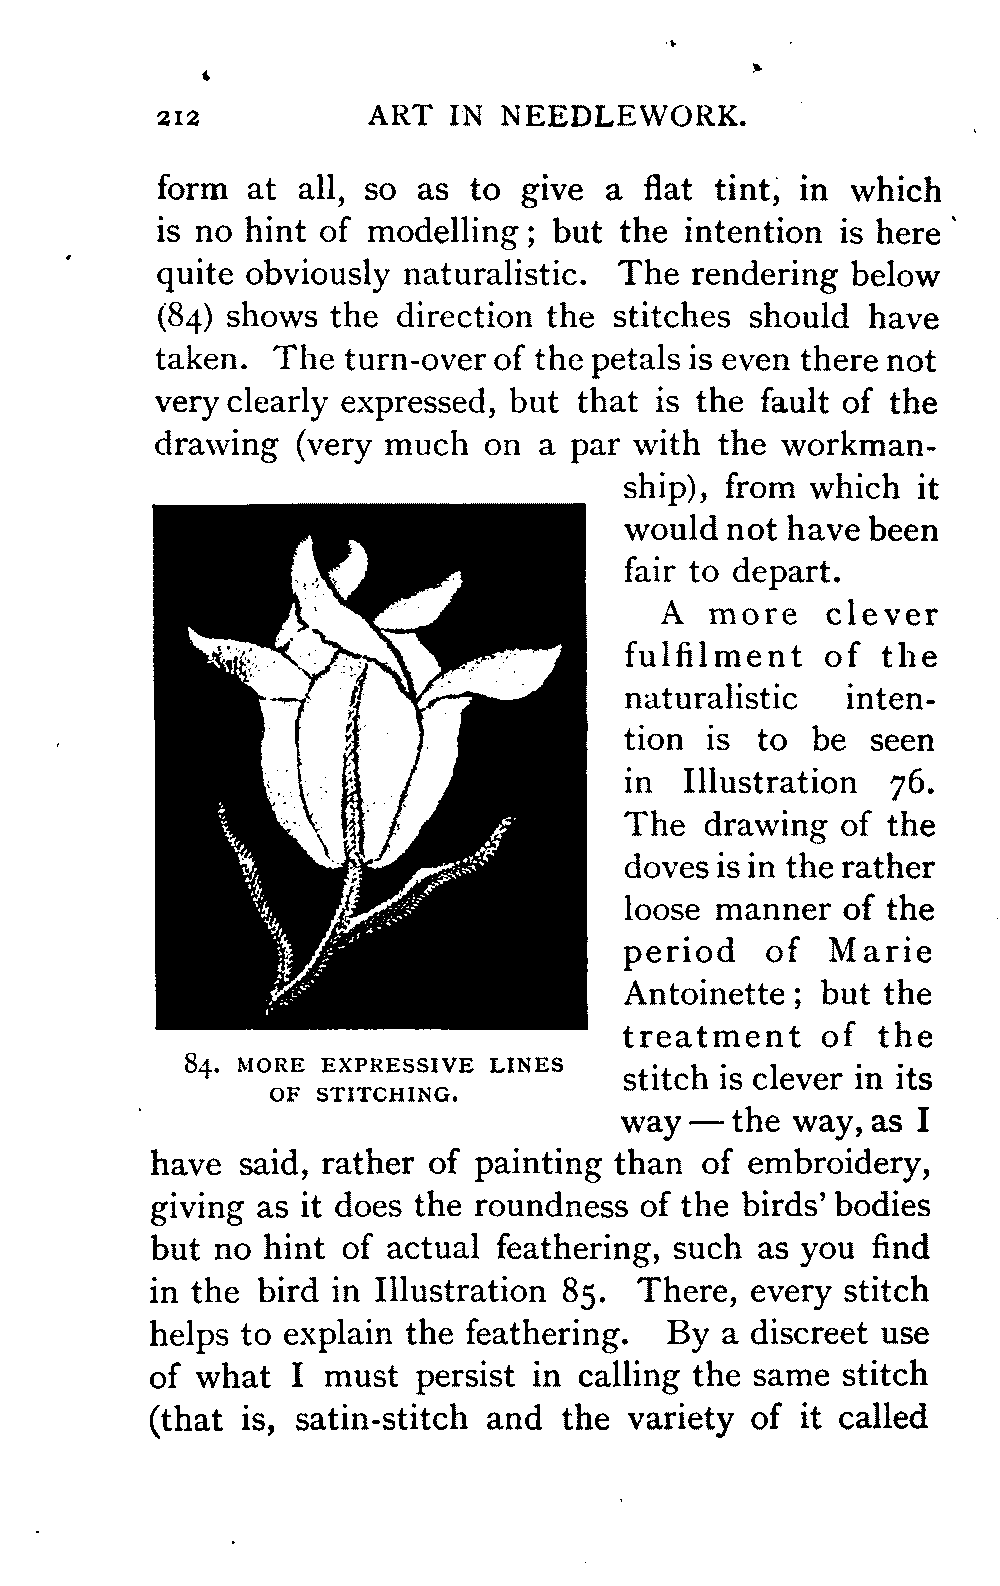 212 ART IN NEEDLEWORK.
form at all, so as to give a flat tint, in which
is no hint of modelling; but the intention is here
quite obviously naturalistic. The rendering below
(84) shows the direction the stitches should have
taken. The turn-over of the petals is even there not
very clearly expressed, but that is the fault of the
drawing (very much on a par with the workman-
ship), from which it
would not have been
fair to depart.
A more clever
fulfilment of the
naturalistic inten-
tion is to be seen
in Illustration 76.
The drawing of the
doves is in the rather
loose manner of the
period of Marie
Antoinette; but the
treatment of the
stitch is clever in its
way — the way, as I
84. MORE EXPRESSIVE LINES
OF STITCHING.
have said, rather of painting than of embroidery,
giving as it does the roundness of the birds' bodies
but no hint of actual feathering, such as you find
in the bird in Illustration 85. There, every stitch
helps to explain the feathering. By a discreet use
of what I must persist in calling the same stitch
(that is, satin-stitch and the variety of it called